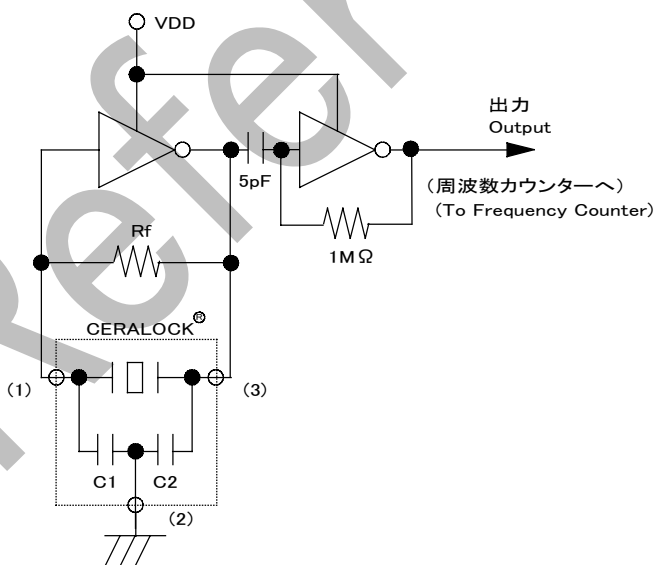 VDD
出力
Output
5pF
(周波数カウンターへ)
(To Frequency Counter)
Rf
1MΩ
CERALOCK®
(1)
(3)
C1
C2
(2)
Refer